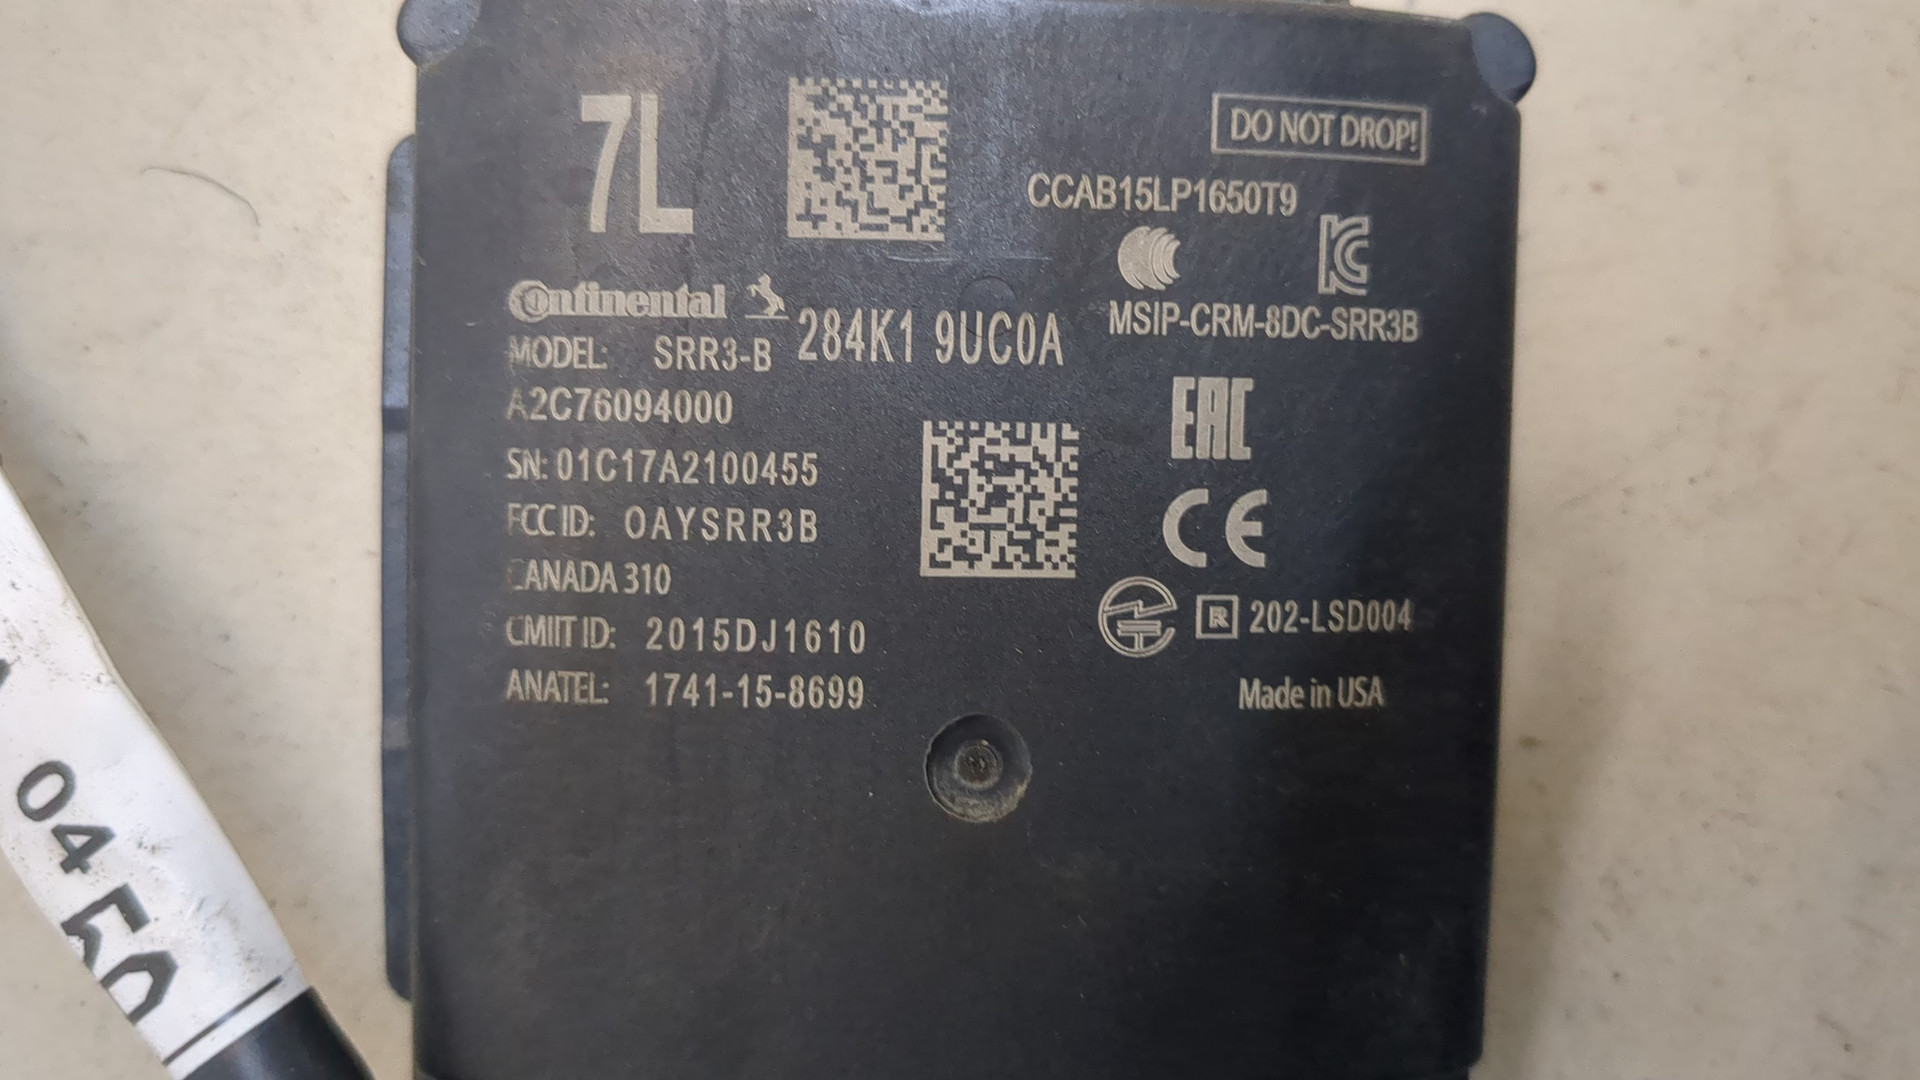 7L
DO NOT DROP!
CCAB15LP1650T9
Continental
284K1 9UC0A
MSIP-CRM-8DC-SRR3B
MODEL: SRR3-B
A2C76094000
EAC
SN: 01C17A2100455
FCC ID: OAYSRR3B
CE
CANADA 310
CMIIT ID: 2015DJ1610
R 202-LSD004
ANATEL: 1741-15-8699
Made in USA
04